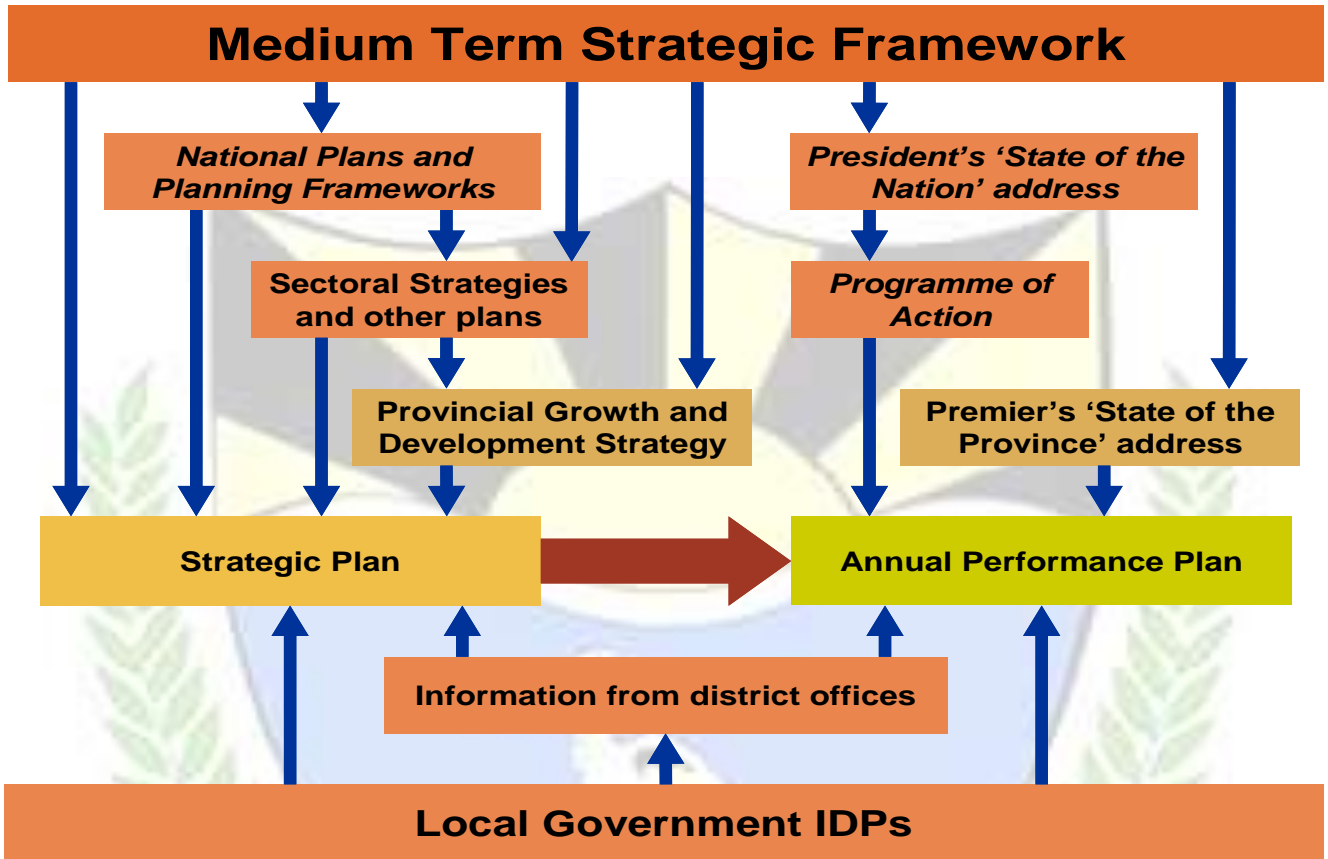 Medium Term Strategic Framework
National Plans and
Planning Frameworks
President's ‘State of the
Nation’ address
Sectoral Strategies
and other plans
Programme of
Action
Provincial Growth and
Development Strategy
Premier's ‘State of the
Province’ address
Strategic Plan
Annual Performance Plan
Information from district offices
Local Government IDPs